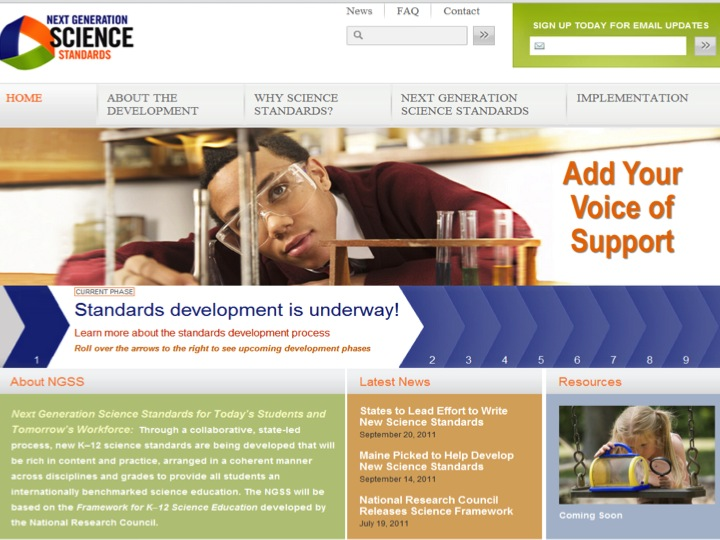 NEXT GENERATION
SCIENCE
STANDARDS
News
FAQ
Contact
SIGN UP TODAY FOR EMAIL UPDATES
HOME
ABOUT THE
DEVELOPMENT
WHY SCIENCE
STANDARDS?
NEXT GENERATION
SCIENCE STANDARDS
IMPLEMENTATION
Add Your
Voice of
Support
CURRENT PHASE
Standards development is underway!
Learn more about the standards development process
Roll over the arrows to the right to see upcoming development phases
1 2 3 4 5 6 7 8 9
About NGSS
Next Generation Science Standards for Today's Students and
Tomorrow's Workforce: Through a collaborative, state-led
process, new K–12 science standards are being developed that will
be rich in content and practice, arranged in a coherent manner
across disciplines and grades to provide all students an
internationally benchmarked science education. The NGSS will be
based on the Framework for K–12 Science Education developed by
the National Research Council.
Latest News
States to Lead Effort to Write
New Science Standards
September 20, 2011
Maine Picked to Help Develop
New Science Standards
September 14, 2011
National Research Council
Releases Science Framework
July 19, 2011
Resources
Coming Soon